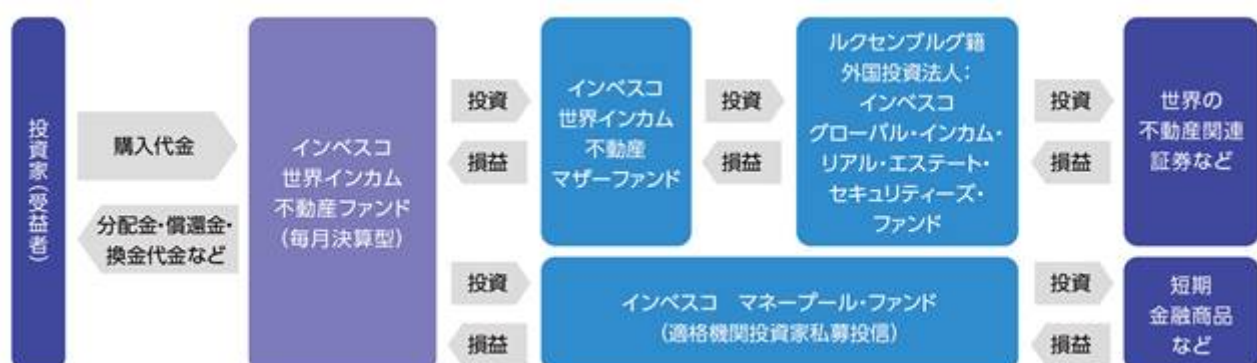 投資家(受益者)
購入代金
分配金・償還金・
換金代金など
インベスコ
世界インカム
不動産ファンド
(毎月決算型)
投資
損益
インベスコ
世界インカム
不動産
マザーファンド
投資
損益
ルクセンブルグ籍
外国投資法人:
インベスコ
グローバル・インカム・
リアル・エステート・
セキュリティーズ・
ファンド
投資
損益
世界の
不動産関連
証券など
投資
損益
インベスコ マネープール・ファンド
(適格機関投資家私募投信)
投資
損益
短期
金融商品
など